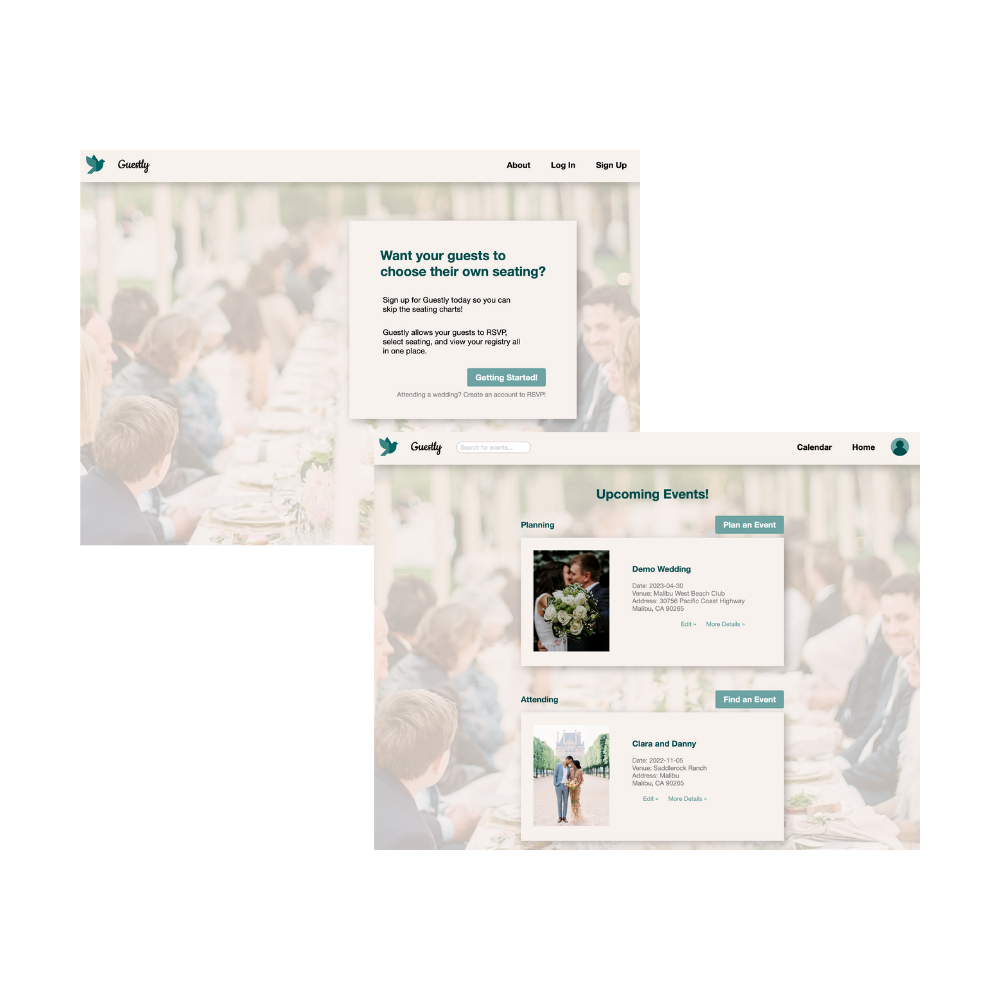 Guestly
About Log In Sign Up
Want your guests to
choose their own seating?
Sign up for Guestly today so you can
skip the seating charts!
Guestly allows your guests to RSVP,
select seating, and view your registry all
in one place.
Getting Started!
Attending a wedding? Create an account to RSVP!
Guestly
Search for events...
Calendar Home
Upcoming Events!
Planning
Plan an Event
Demo Wedding
Date: 2023-04-30
Venue: Malibu West Beach Club
Address: 30756 Pacific Coast Highway
Malibu, CA 90265
Edit » More Details »
Attending
Find an Event
Clara and Danny
Date: 2022-11-05
Venue: Saddlerock Ranch
Address: Malibu
Malibu, CA 90265
Edit » More Details »